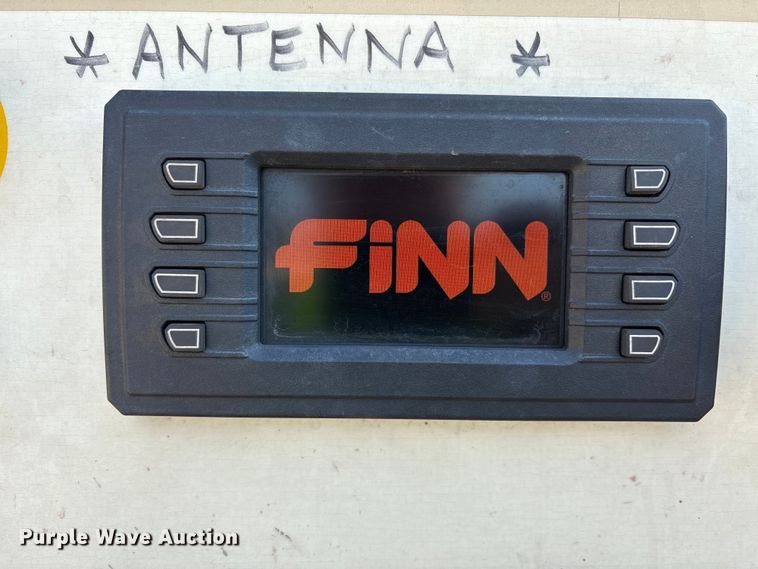 * ANTENNA *
FiNN®
Purple Wave Auction